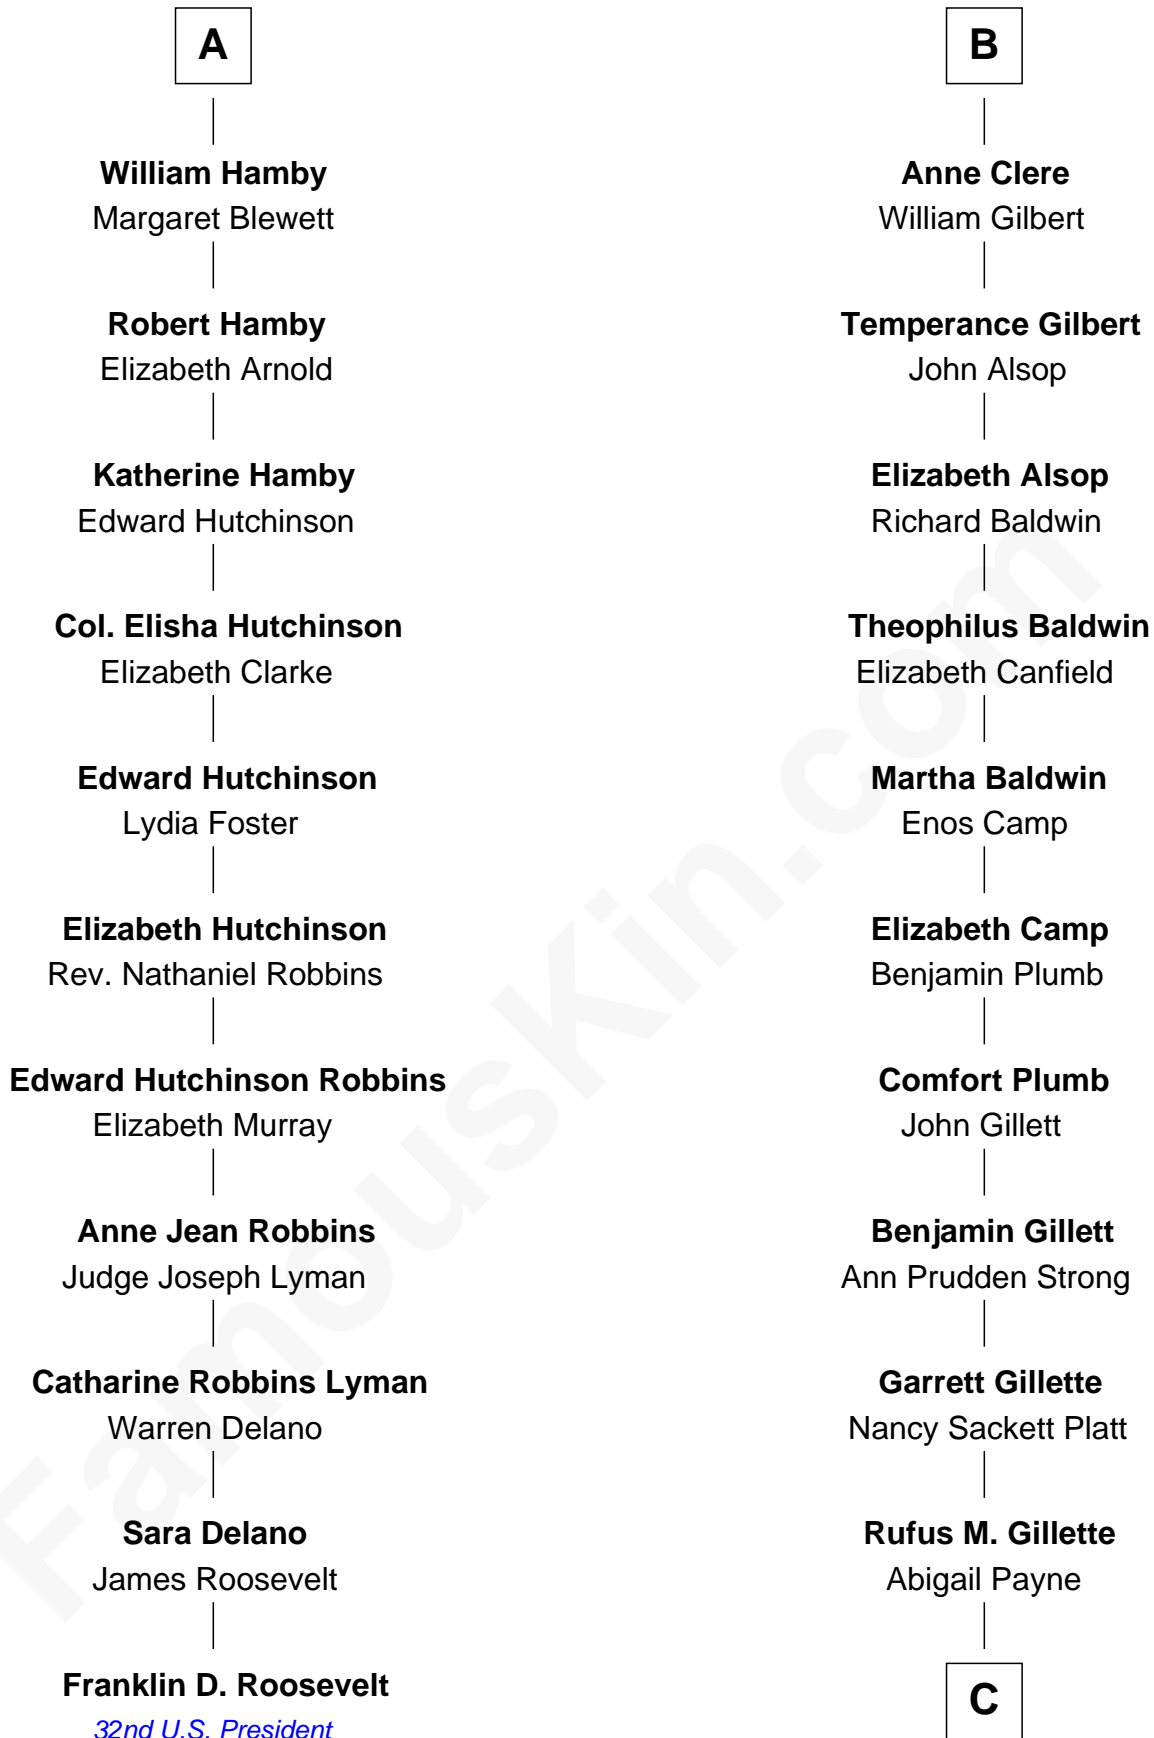 A
William Hamby
Margaret Blewett
Robert Hamby
Elizabeth Arnold
Katherine Hamby
Edward Hutchinson
Col. Elisha Hutchinson
Elizabeth Clarke
Edward Hutchinson
Lydia Foster
Elizabeth Hutchinson
Rev. Nathaniel Robbins
Edward Hutchinson Robbins
Elizabeth Murray
Anne Jean Robbins
Judge Joseph Lyman
Catharine Robbins Lyman
Warren Delano
Sara Delano
James Roosevelt
Franklin D. Roosevelt
32nd U.S. President
B
Anne Clere
William Gilbert
Temperance Gilbert
John Alsop
Elizabeth Alsop
Richard Baldwin
Theophilus Baldwin
Elizabeth Canfield
Martha Baldwin
Enos Camp
Elizabeth Camp
Benjamin Plumb
Comfort Plumb
John Gillett
Benjamin Gillett
Ann Prudden Strong
Garrett Gillette
Nancy Sackett Platt
Rufus M. Gillette
Abigail Payne
C
FamousKin.com